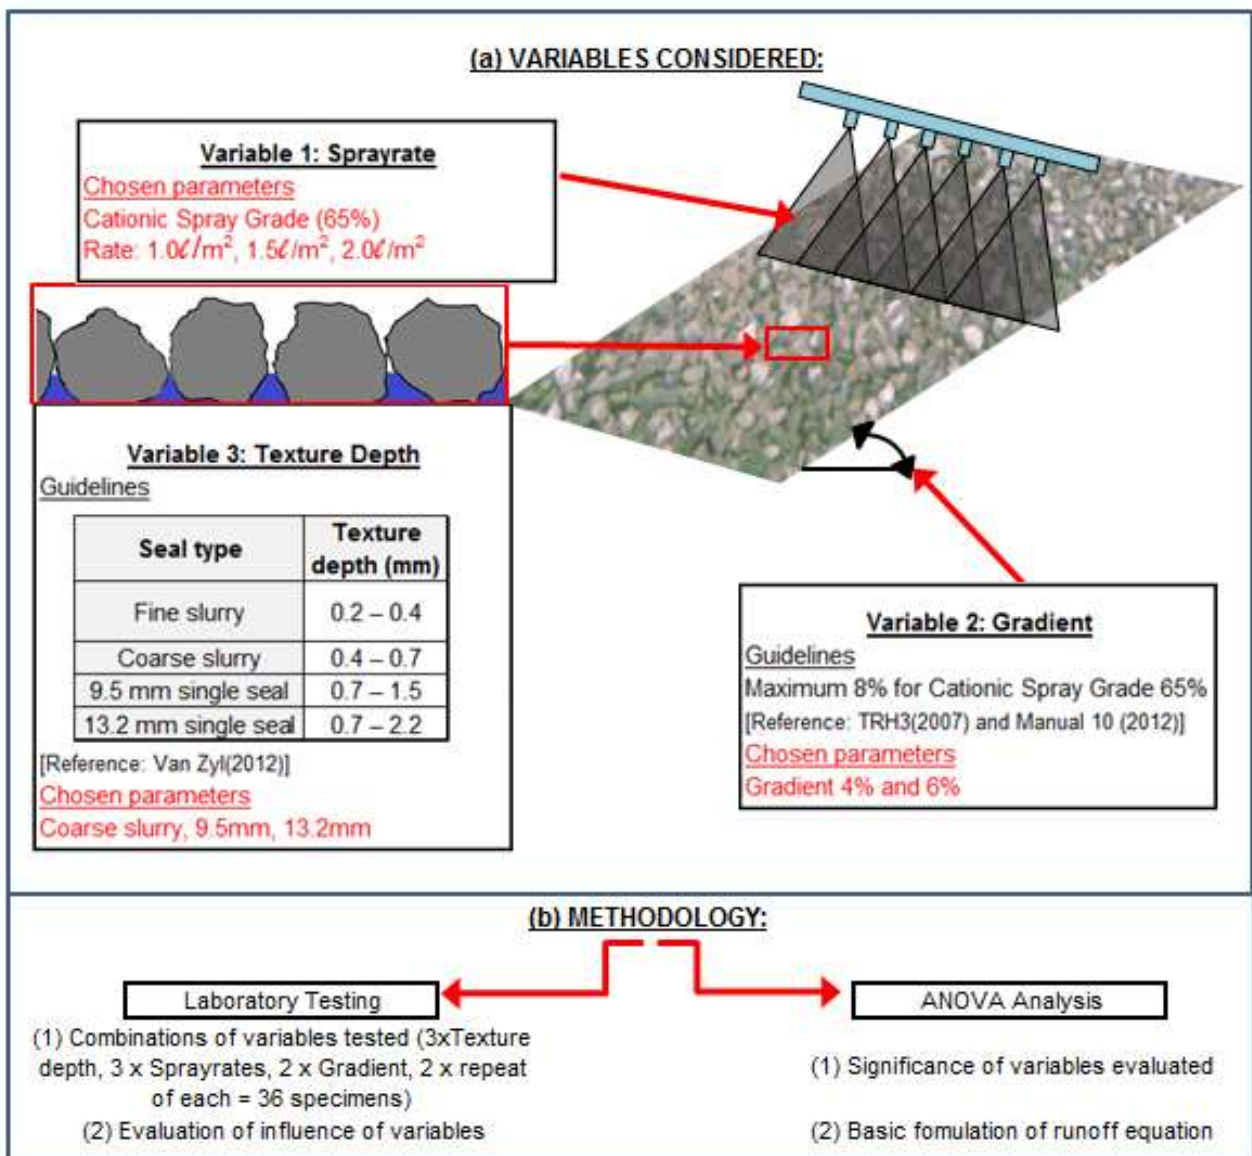 (a) VARIABLES CONSIDERED:
Variable 1: Sprayrate
Chosen parameters
Cationic Spray Grade (65%)
Rate: 1.0ℓ/m², 1.5ℓ/m², 2.0ℓ/m²
Variable 3: Texture Depth
Guidelines
Seal type Texture depth (mm)
Fine slurry 0.2 – 0.4
Coarse slurry 0.4 – 0.7
9.5 mm single seal 0.7 – 1.5
13.2 mm single seal 0.7 – 2.2
[Reference: Van Zyl(2012)]
Chosen parameters
Coarse slurry, 9.5mm, 13.2mm
Variable 2: Gradient
Guidelines
Maximum 8% for Cationic Spray Grade 65%
[Reference: TRH3(2007) and Manual 10 (2012)]
Chosen parameters
Gradient 4% and 6%
(b) METHODOLOGY:
Laboratory Testing
(1) Combinations of variables tested (3xTexture
depth, 3 x Sprayrates, 2 x Gradient, 2 x repeat
of each = 36 specimens)
(2) Evaluation of influence of variables
ANOVA Analysis
(1) Significance of variables evaluated
(2) Basic fomulation of runoff equation